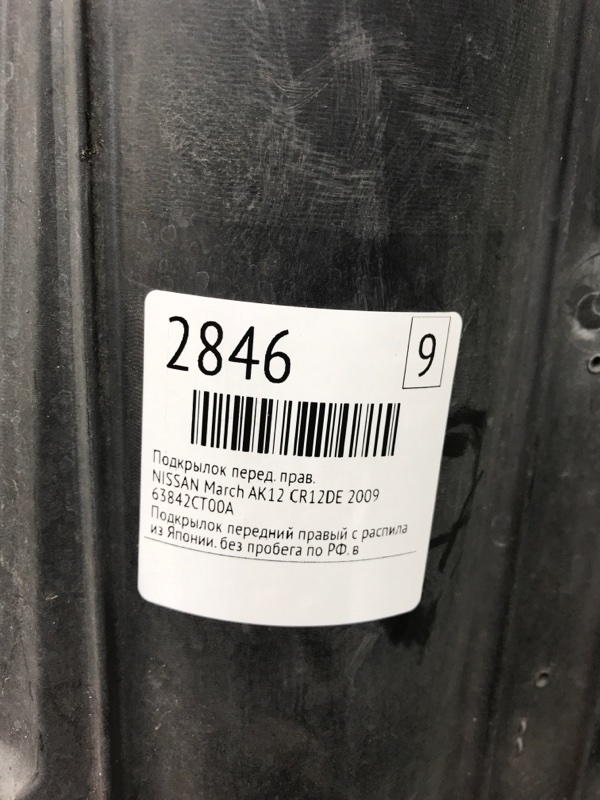 2846
9
Подкрылок перед. прав.
NISSAN March AK12 CR12DE 2009
63842CT00A
Подкрылок передний правый с распила
из Японии. без пробега по РФ. в